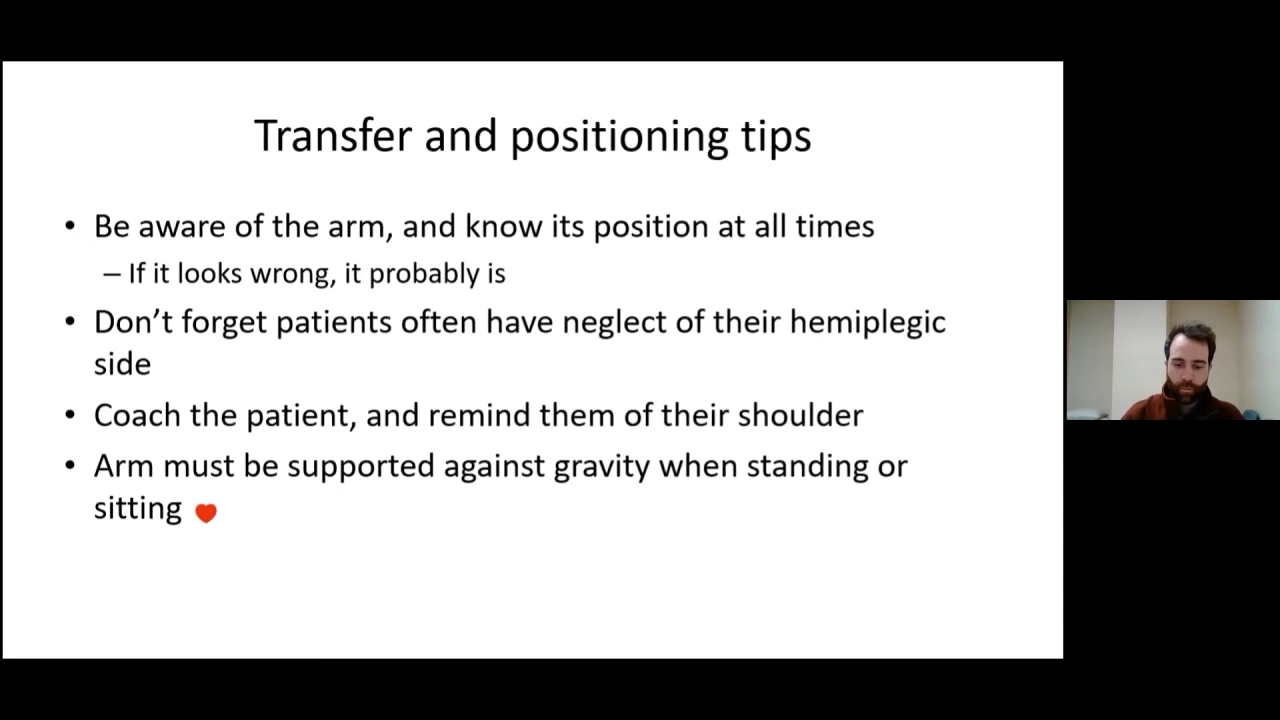 Transfer and positioning tips
• Be aware of the arm, and know its position at all times
– If it looks wrong, it probably is
• Don’t forget patients often have neglect of their hemiplegic
side
• Coach the patient, and remind them of their shoulder
• Arm must be supported against gravity when standing or
sitting